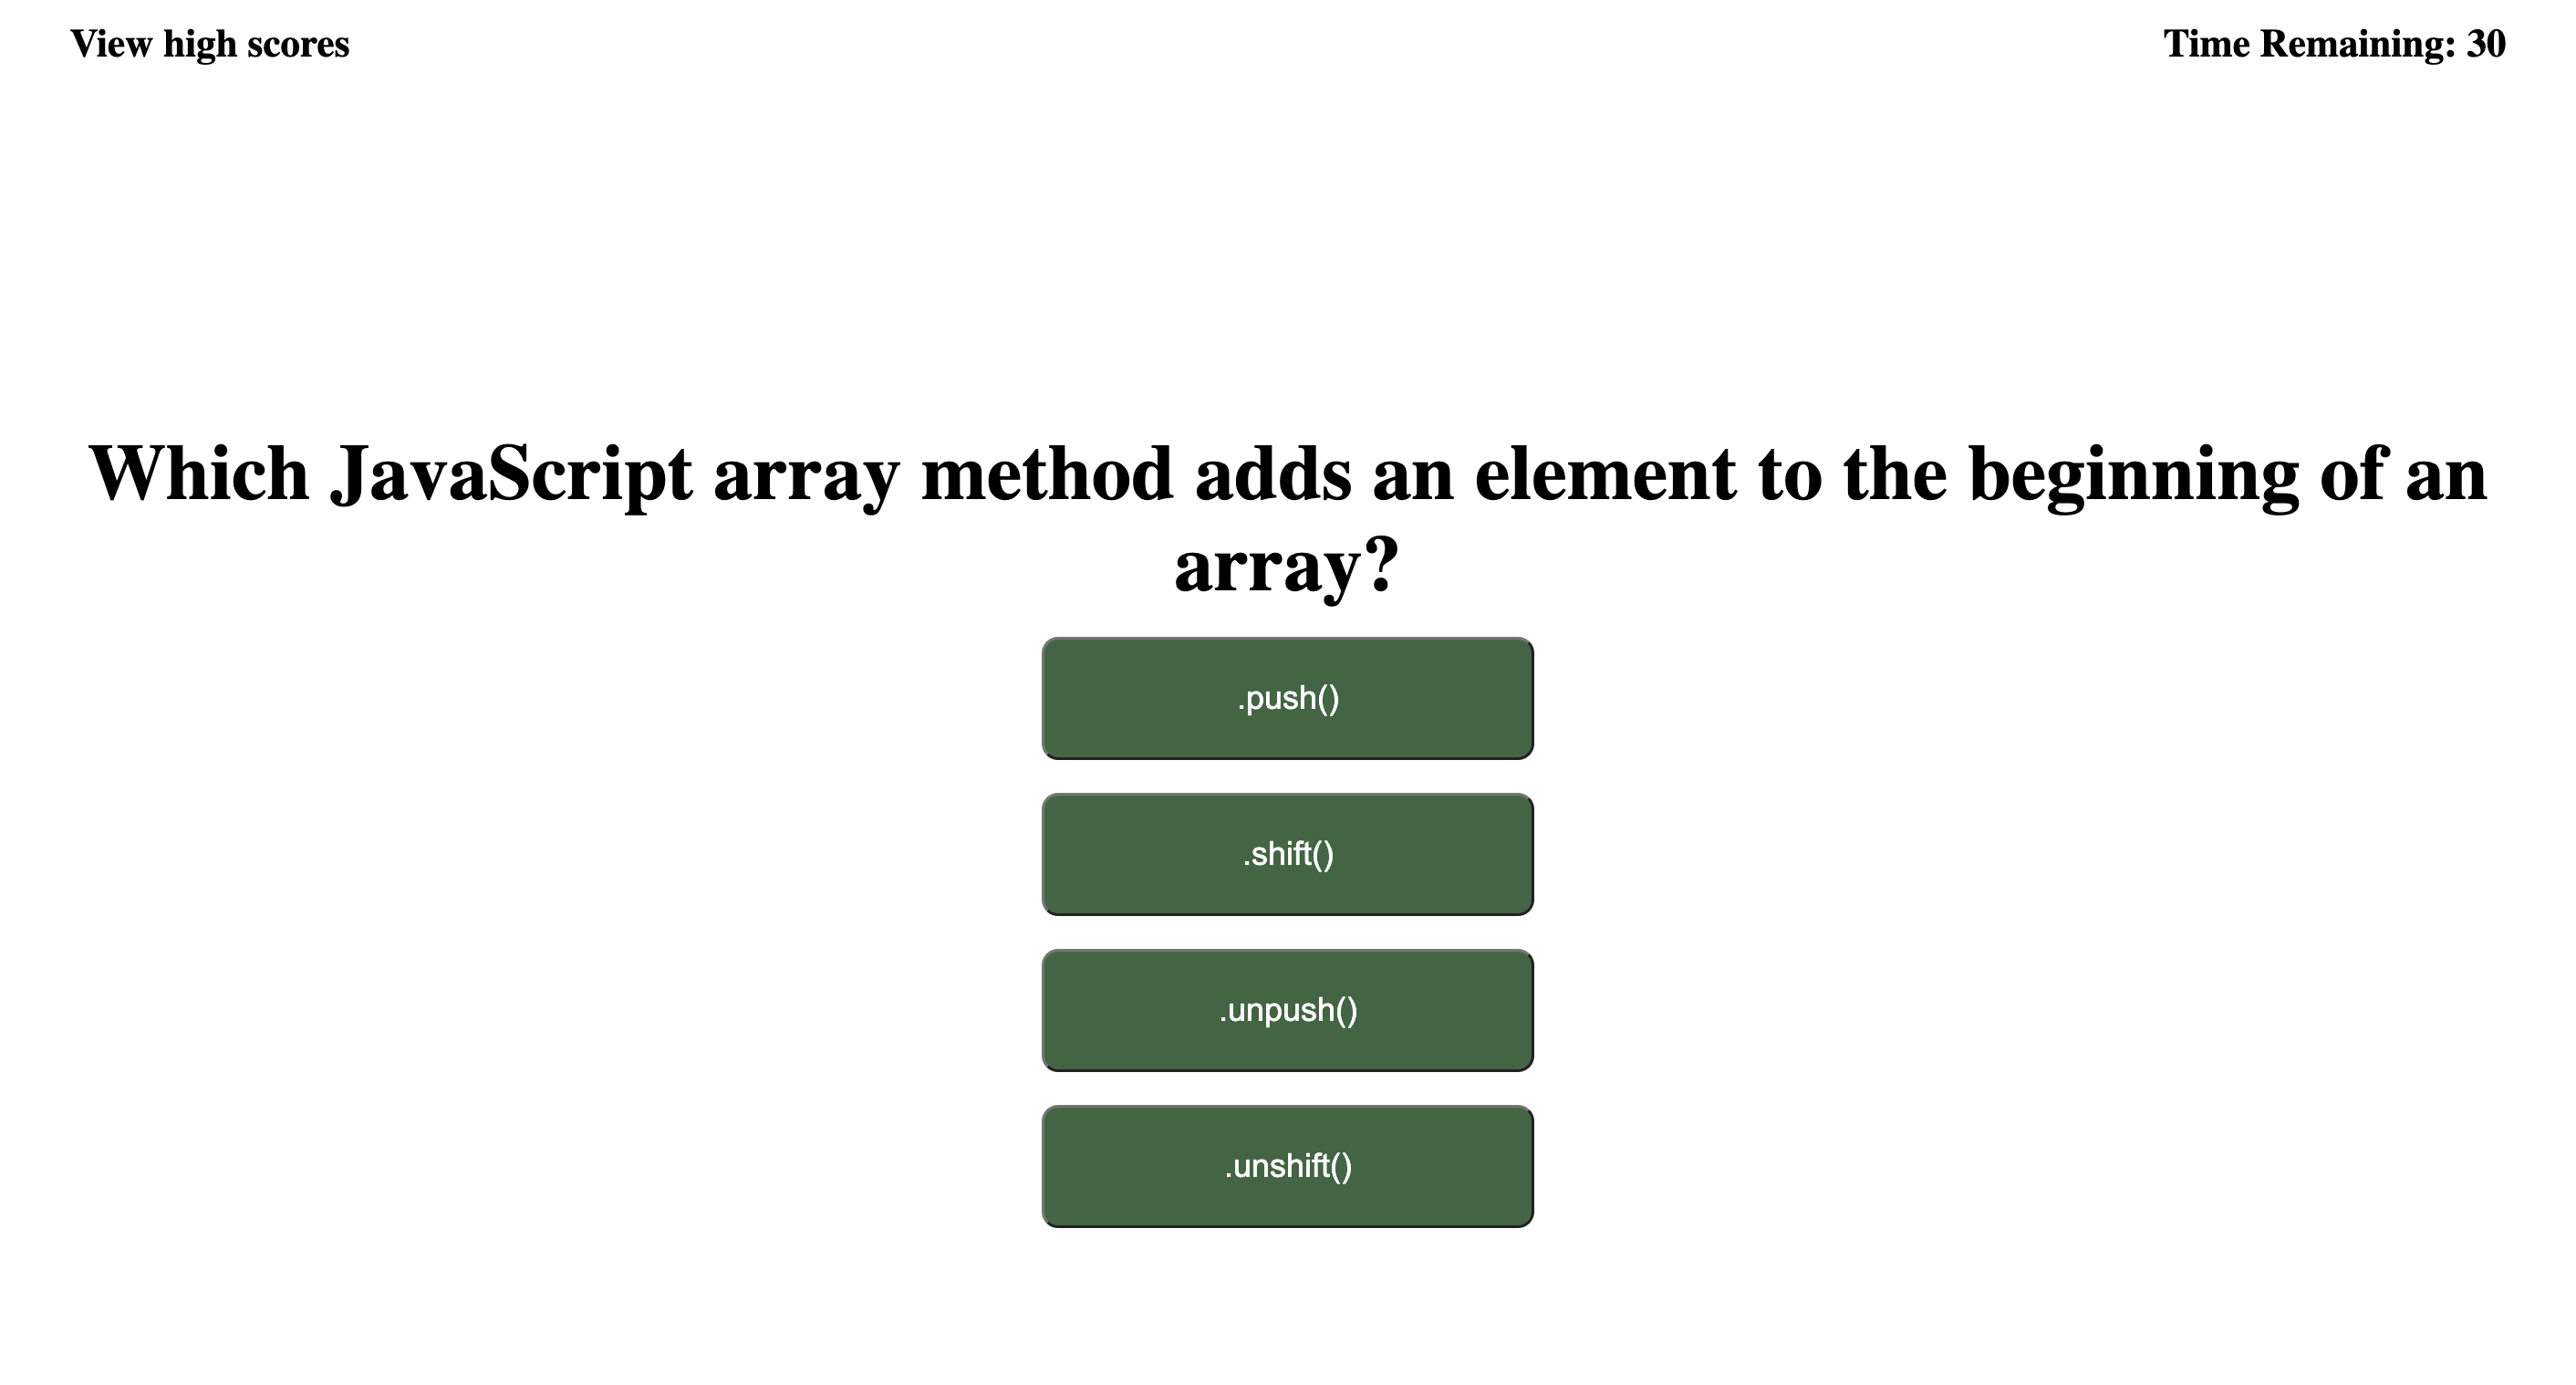 View high scores
Time Remaining: 30
Which JavaScript array method adds an element to the beginning of an
array?
.push()
.shift()
.unpush()
.unshift()